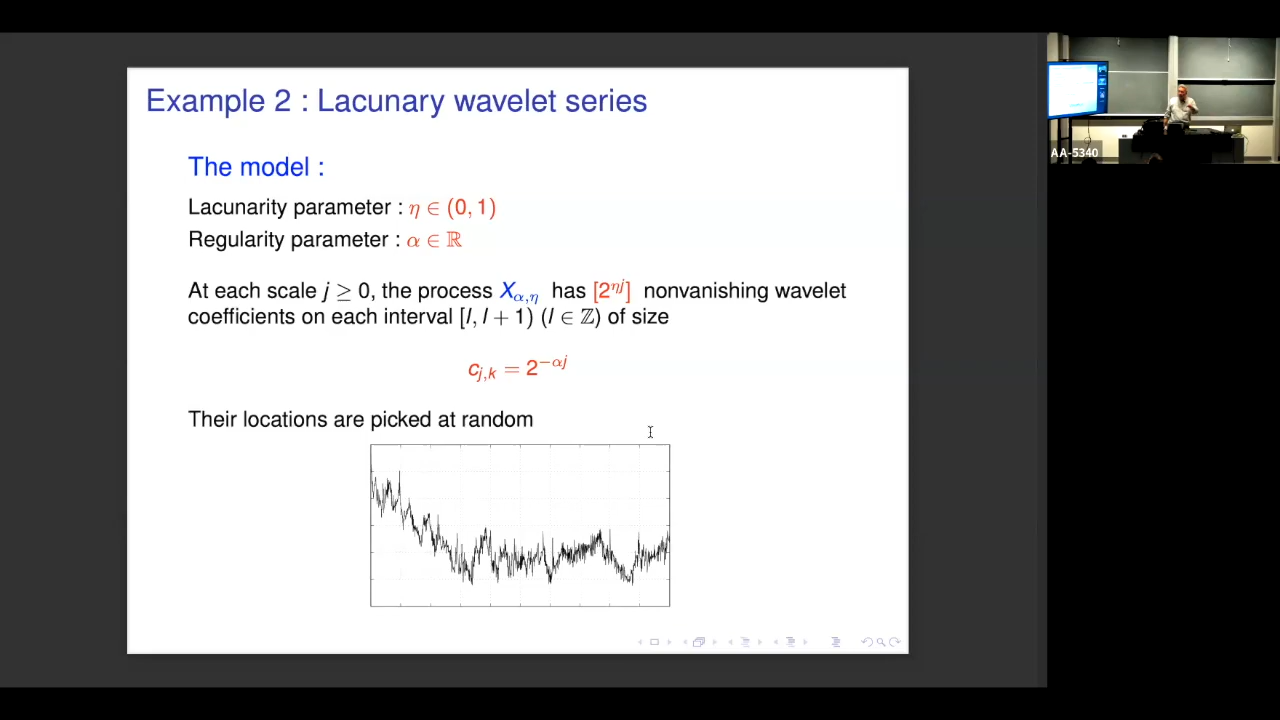 Example 2 : Lacunary wavelet series
The model :
Lacunarity parameter : η ∈ (0, 1)
Regularity parameter : α ∈ ℝ
At each scale j ≥ 0, the process X_{α,η} has [2^{ηj}] nonvanishing wavelet
coefficients on each interval [l, l + 1) (l ∈ ℤ) of size
c_{j,k} = 2^{−αj}
Their locations are picked at random
AA-5340